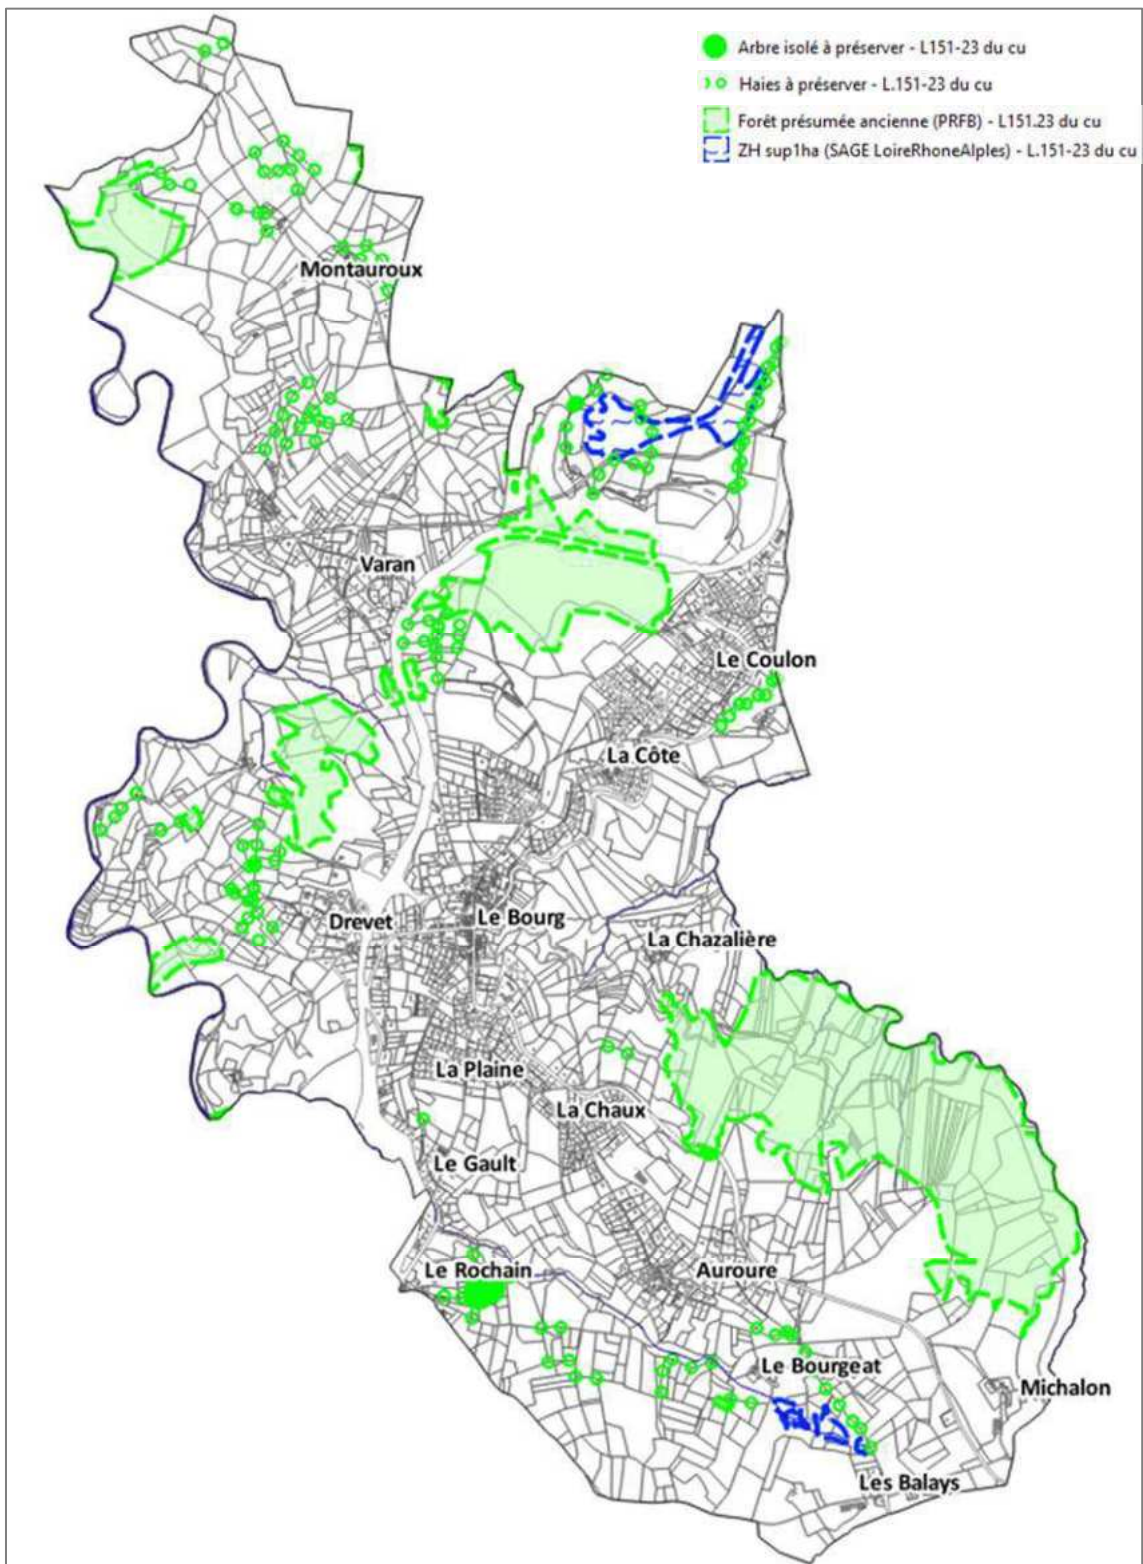 Arbre isolé à préserver - L151-23 du cu
Haies à préserver - L.151-23 du cu
Forêt présumée ancienne (PRFB) - L151.23 du cu
ZH sup1ha (SAGE LoireRhoneAlples) - L.151-23 du cu
Montauroux
Varan
Le Coulon
La Côte
Drevet
Le Bourg
La Chazalière
La Plaine
La Chaux
Le Gault
Le Rochain
Auroure
Le Bourgeat
Michalon
Les Balays